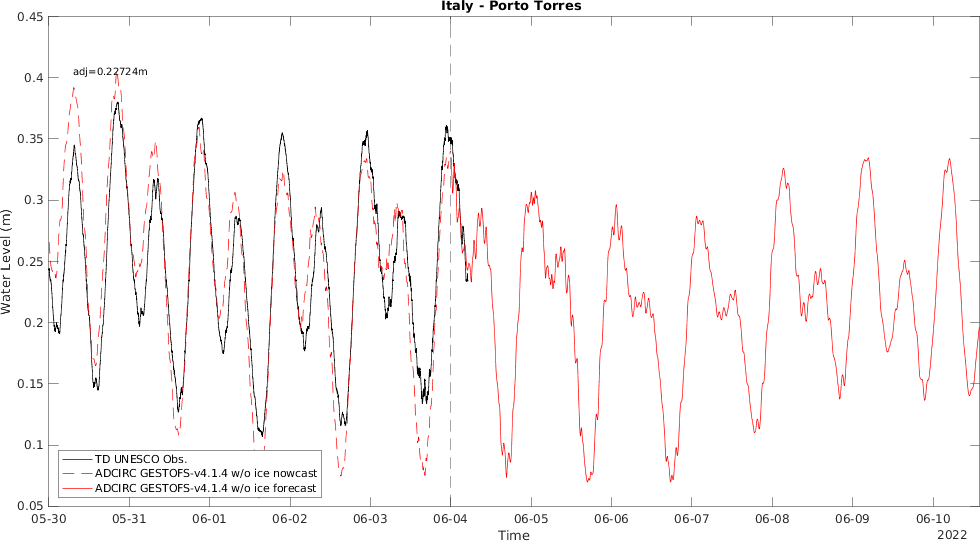 Italy - Porto Torres
0.45
0.4
0.35
0.3
0.25
0.2
0.15
0.1
0.05
Water Level (m)
adj=0.22724m
TD UNESCO Obs.
ADCIRC GESTOFS-v4.1.4 w/o ice nowcast
ADCIRC GESTOFS-v4.1.4 w/o ice forecast
05-30 05-31 06-01 06-02 06-03 06-04 06-05 06-06 06-07 06-08 06-09 06-10
2022
Time